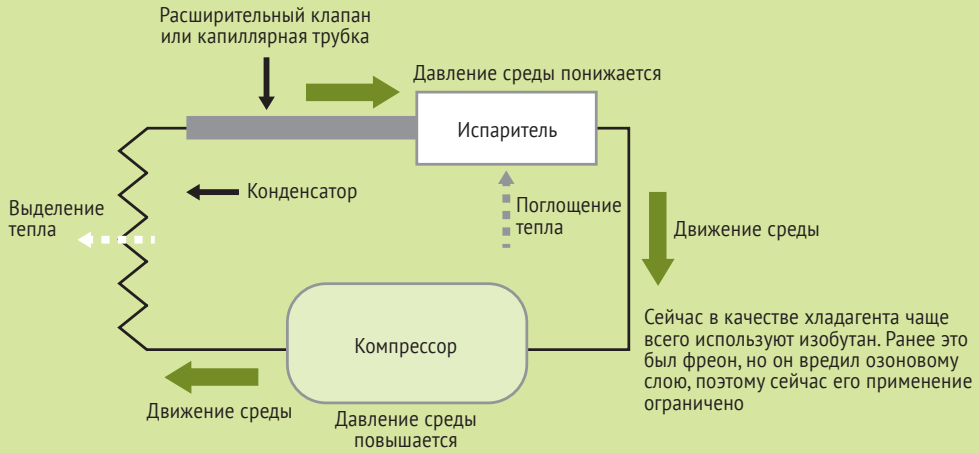 Расширительный клапан
или капиллярная трубка
Давление среды понижается
Испаритель
Конденсатор
Выделение
тепла
Поглощение
тепла
Движение среды
Компрессор
Сейчас в качестве хладагента чаще
всего используют изобутан. Ранее это
был фреон, но он вредил озоновому
слою, поэтому сейчас его применение
ограничено
Движение среды
Давление среды
повышается